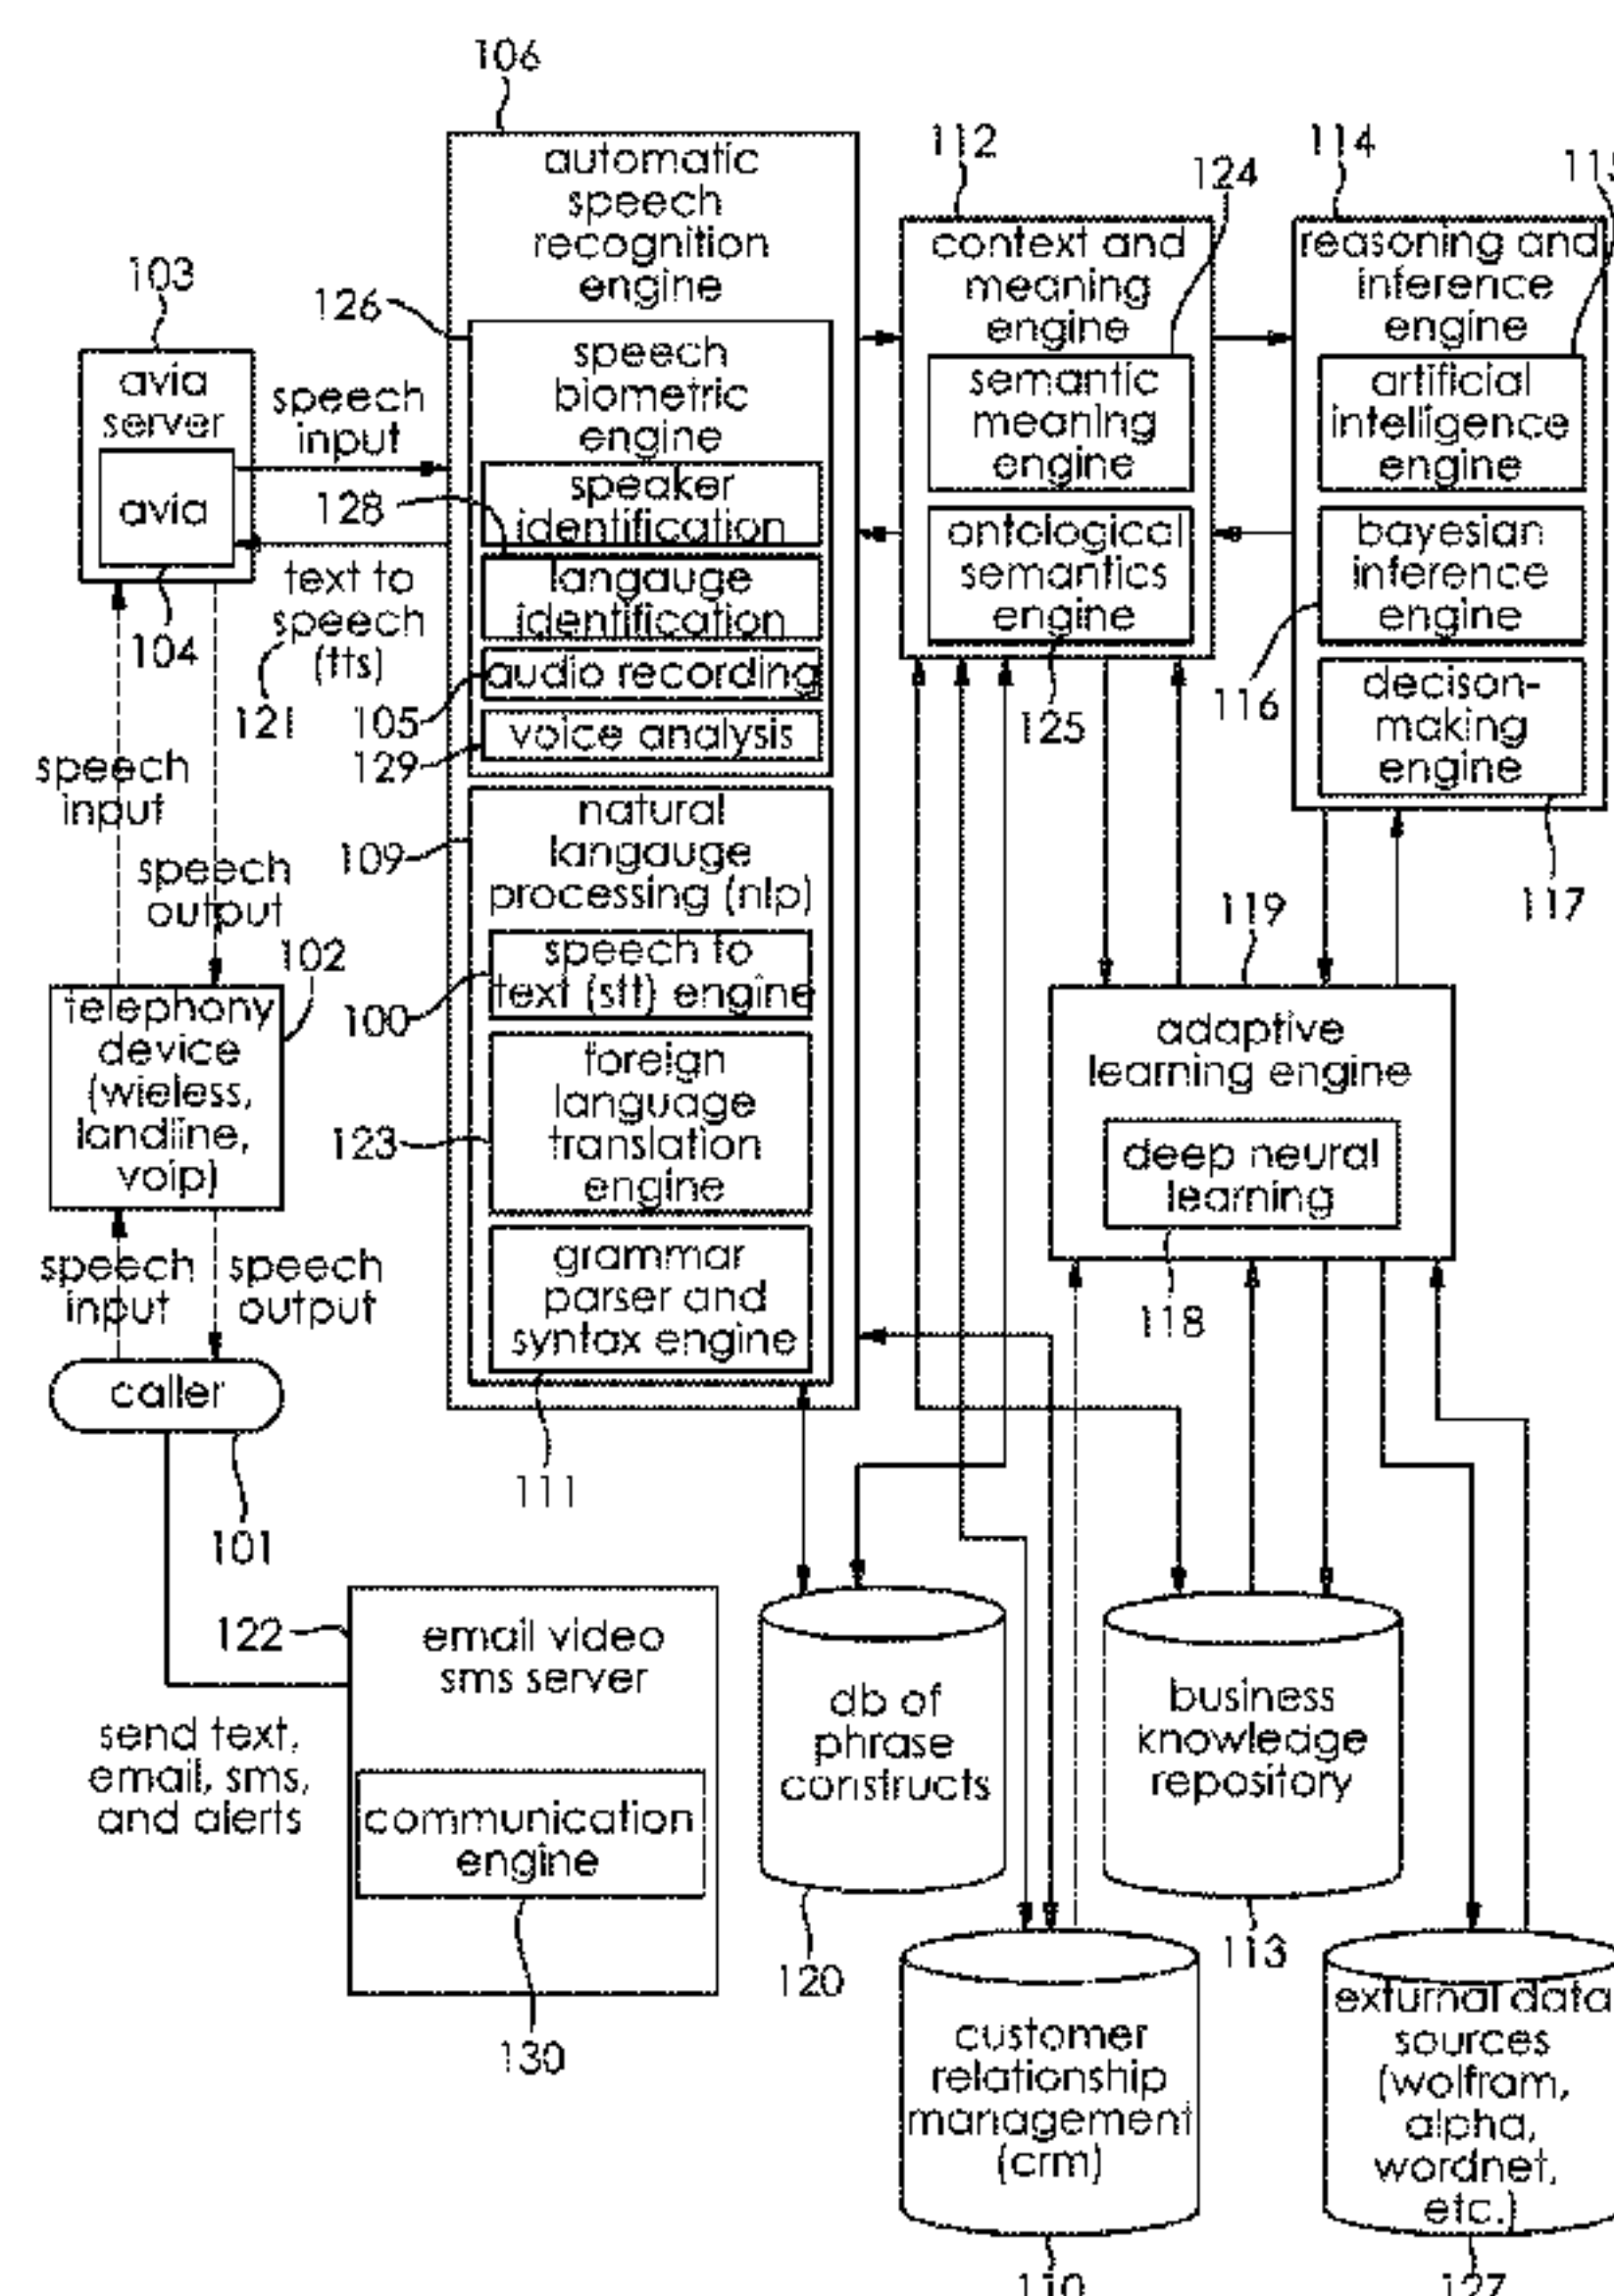 106
automatic
speech
recognition
engine
126
speech
biometric
engine
speaker
identification
128
langauge
identification
105
audio recording
129
voice analysis
109
natural
langauge
processing (nlp)
100
speech to
text (stt) engine
123
foreign
language
translation
engine
grammar
parser and
syntax engine
111
103
avia
server
avia
104
speech
input
text to
speech
(tts)
121
speech
input
speech
output
102
telephony
device
(wieless,
landline,
voip)
speech
input
speech
output
caller
101
send text,
email, sms,
and alerts
122
email video
sms server
communication
engine
130
112
context and
meaning
engine
124
semantic
meaning
engine
ontological
semantics
engine
125
114
reasoning and
inference
engine
115
artificial
intelligence
engine
bayesian
inference
engine
116
decison-
making
engine
117
119
adaptive
learning engine
deep neural
learning
118
db of
phrase
constructs
120
business
knowledge
repository
113
customer
relationship
management
(crm)
110
exturnal data
sources
(wolfram,
alpha,
wordnet,
etc.)
127